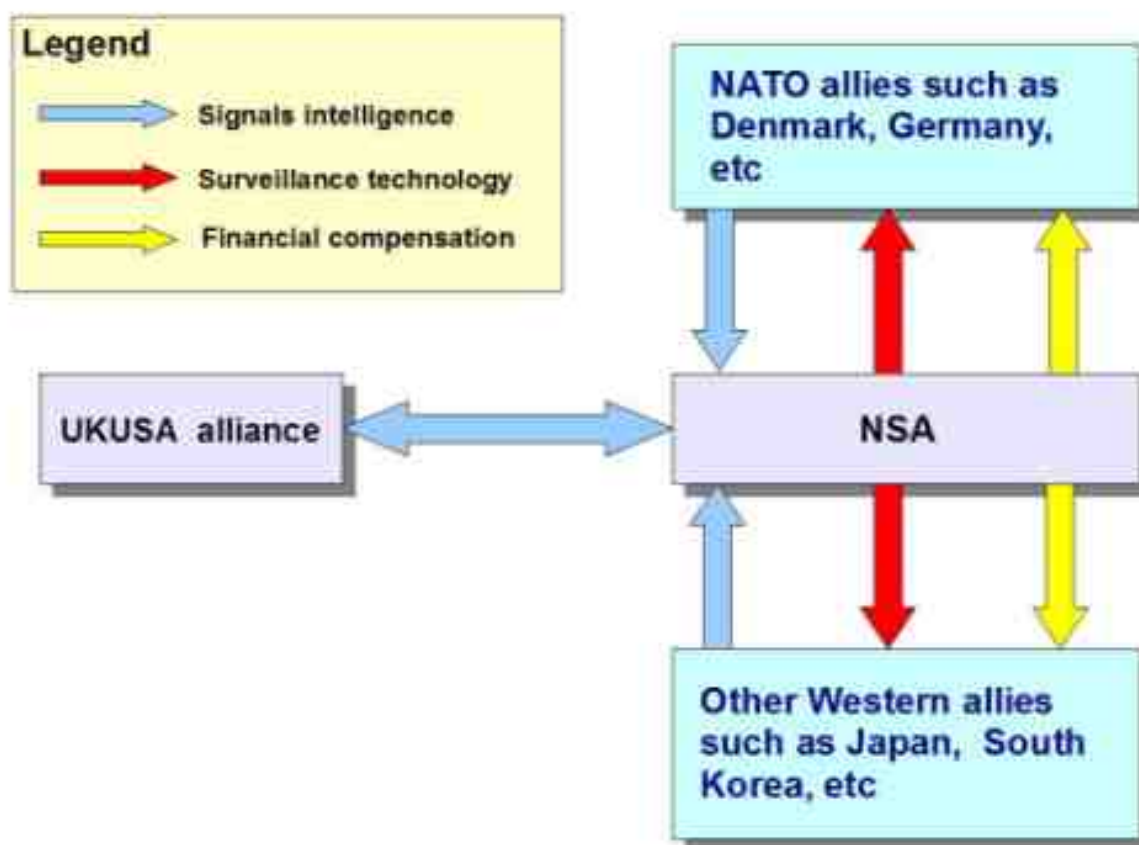 Legend
Signals intelligence
Surveillance technology
Financial compensation
NATO allies such as
Denmark, Germany,
etc
UKUSA alliance
NSA
Other Western allies
such as Japan, South
Korea, etc